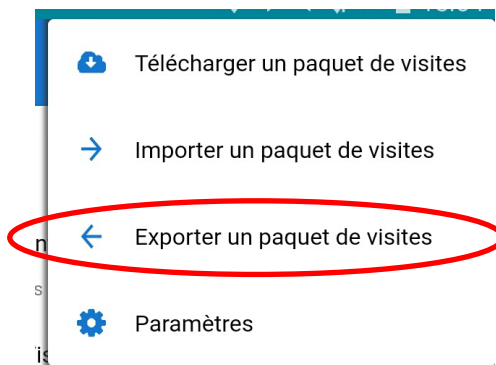 Télécharger un paquet de visites
Importer un paquet de visites
Exporter un paquet de visites
Paramètres